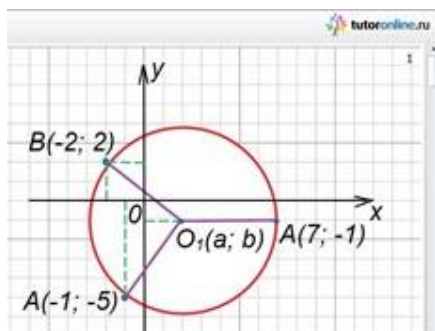 tutoronline.ru
1
y
B(-2; 2)
0
x
O₁(a; b)
A(7; -1)
A(-1; -5)